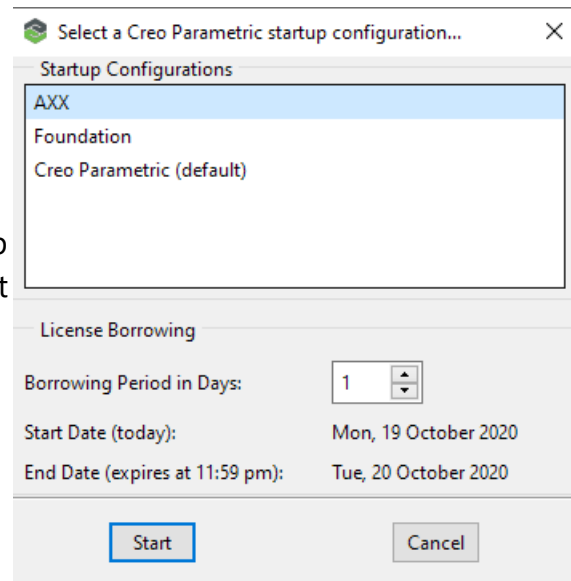 Select a Creo Parametric startup configuration...
Startup Configurations
AXX
Foundation
Creo Parametric (default)
License Borrowing
Borrowing Period in Days: 1
Start Date (today): Mon, 19 October 2020
End Date (expires at 11:59 pm): Tue, 20 October 2020
Start Cancel